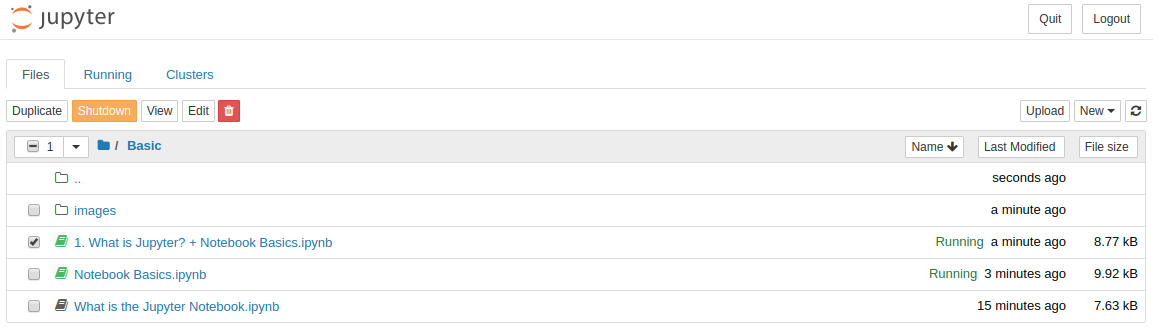 jupyter Quit Logout
Files Running Clusters
Duplicate Shutdown View Edit Upload New
1 / Basic Name Last Modified File size
.. seconds ago
images a minute ago
1. What is Jupyter? + Notebook Basics.ipynb Running a minute ago 8.77 kB
Notebook Basics.ipynb Running 3 minutes ago 9.92 kB
What is the Jupyter Notebook.ipynb 15 minutes ago 7.63 kB